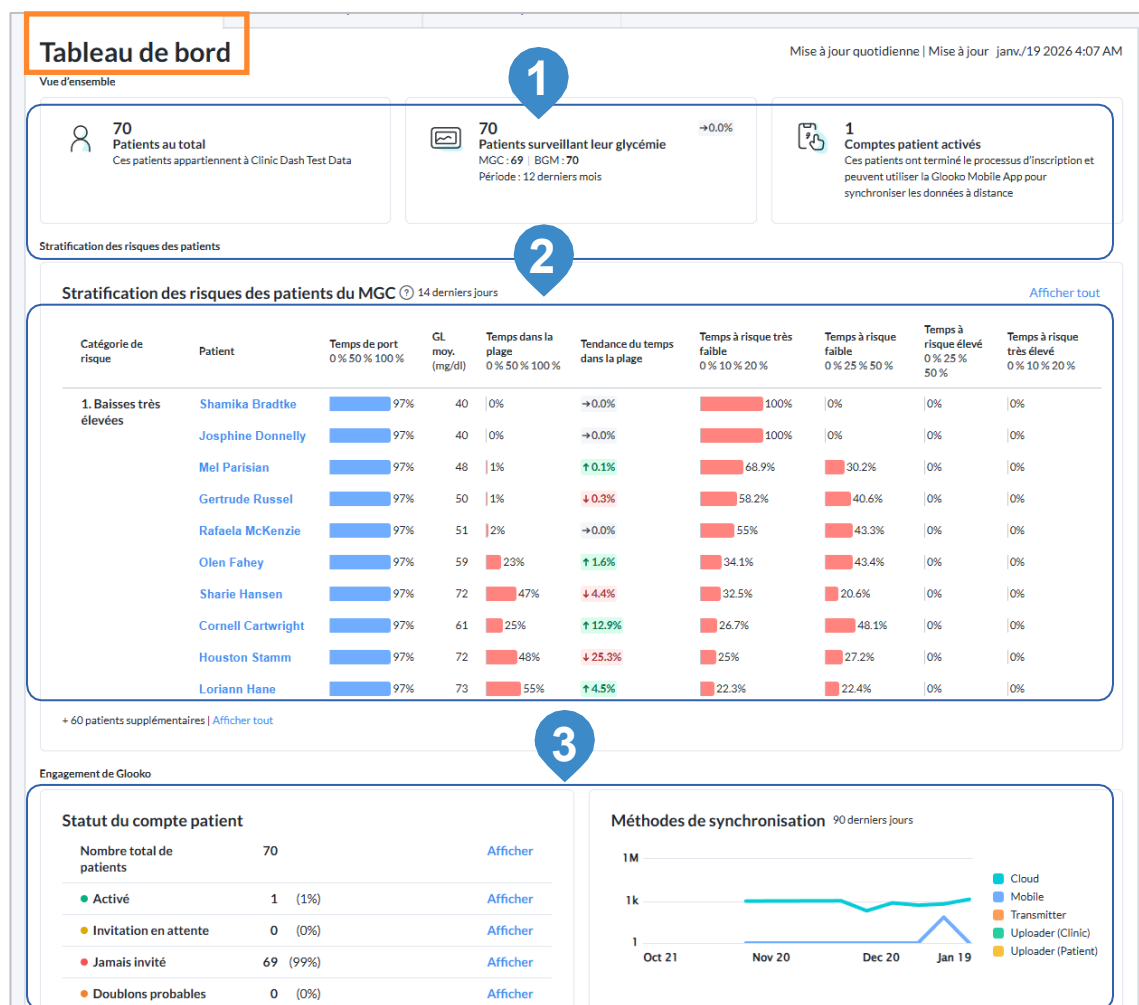 Tableau de bord
Mise à jour quotidienne | Mise à jour janv./19 2026 4:07 AM
Vue d'ensemble
1
70
Patients au total
Ces patients appartiennent à Clinic Dash Test Data
70
→0.0%
Patients surveillant leur glycémie
MGC : 69 | BGM : 70
Période : 12 derniers mois
1
Comptes patient activés
Ces patients ont terminé le processus d'inscription et
peuvent utiliser la Glooko Mobile App pour
synchroniser les données à distance
Stratification des risques des patients
2
Stratification des risques des patients du MGC ? 14 derniers jours
Afficher tout
Catégorie de
risque
Patient
Temps de port
0 % 50 % 100 %
GL
moy.
(mg/dl)
Temps dans la
plage
0 % 50 % 100 %
Tendance du temps
dans la plage
Temps à risque très
faible
0 % 10 % 20 %
Temps à risque
faible
0 % 25 % 50 %
Temps à
risque élevé
0 % 25 %
50 %
Temps à risque
très élevé
0 % 10 % 20 %
1. Baisses très
élevées
Shamika Bradtke 97% 40 0% →0.0% 100% 0% 0% 0%
Josphine Donnelly 97% 40 0% →0.0% 100% 0% 0% 0%
Mel Parisian 97% 48 1% ↑0.1% 68.9% 30.2% 0% 0%
Gertrude Russel 97% 50 1% ↓0.3% 58.2% 40.6% 0% 0%
Rafaela McKenzie 97% 51 2% →0.0% 55% 43.3% 0% 0%
Olen Fahey 97% 59 23% ↑1.6% 34.1% 43.4% 0% 0%
Sharie Hansen 97% 72 47% ↓4.4% 32.5% 20.6% 0% 0%
Cornell Cartwright 97% 61 25% ↑12.9% 26.7% 48.1% 0% 0%
Houston Stamm 97% 72 48% ↓25.3% 25% 27.2% 0% 0%
Loriann Hane 97% 73 55% ↑4.5% 22.3% 22.4% 0% 0%
+ 60 patients supplémentaires | Afficher tout
3
Engagement de Glooko
Statut du compte patient
Nombre total de
patients
70 Afficher
Activé 1 (1%) Afficher
Invitation en attente 0 (0%) Afficher
Jamais invité 69 (99%) Afficher
Doublons probables 0 (0%) Afficher
Méthodes de synchronisation 90 derniers jours
1M
1k
1
Oct 21 Nov 20 Dec 20 Jan 19
Cloud
Mobile
Transmitter
Uploader (Clinic)
Uploader (Patient)